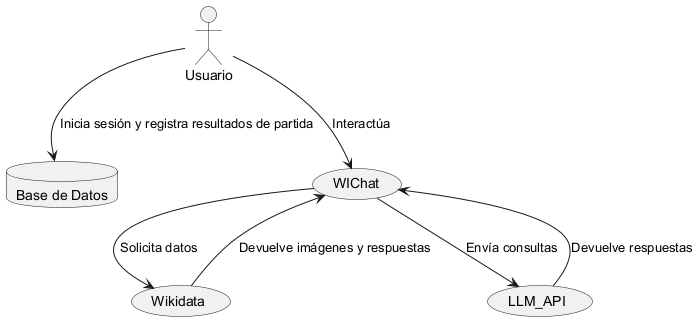 Usuario
Inicia sesión y registra resultados de partida
Interactúa
Base de Datos
WIChat
Solicita datos
Devuelve imágenes y respuestas
Envía consultas
Devuelve respuestas
Wikidata
LLM_API